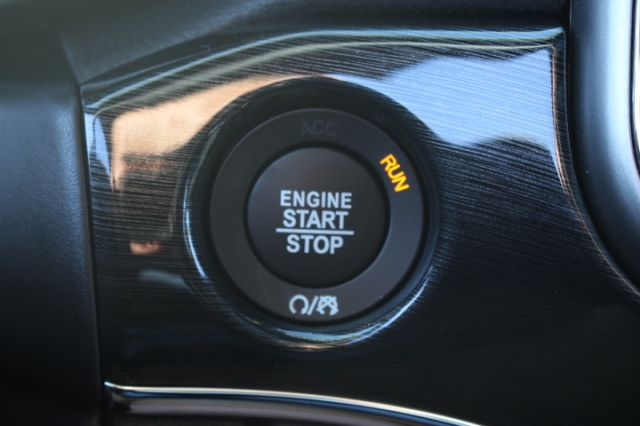 ACC
RUN
ENGINE
START
STOP
/